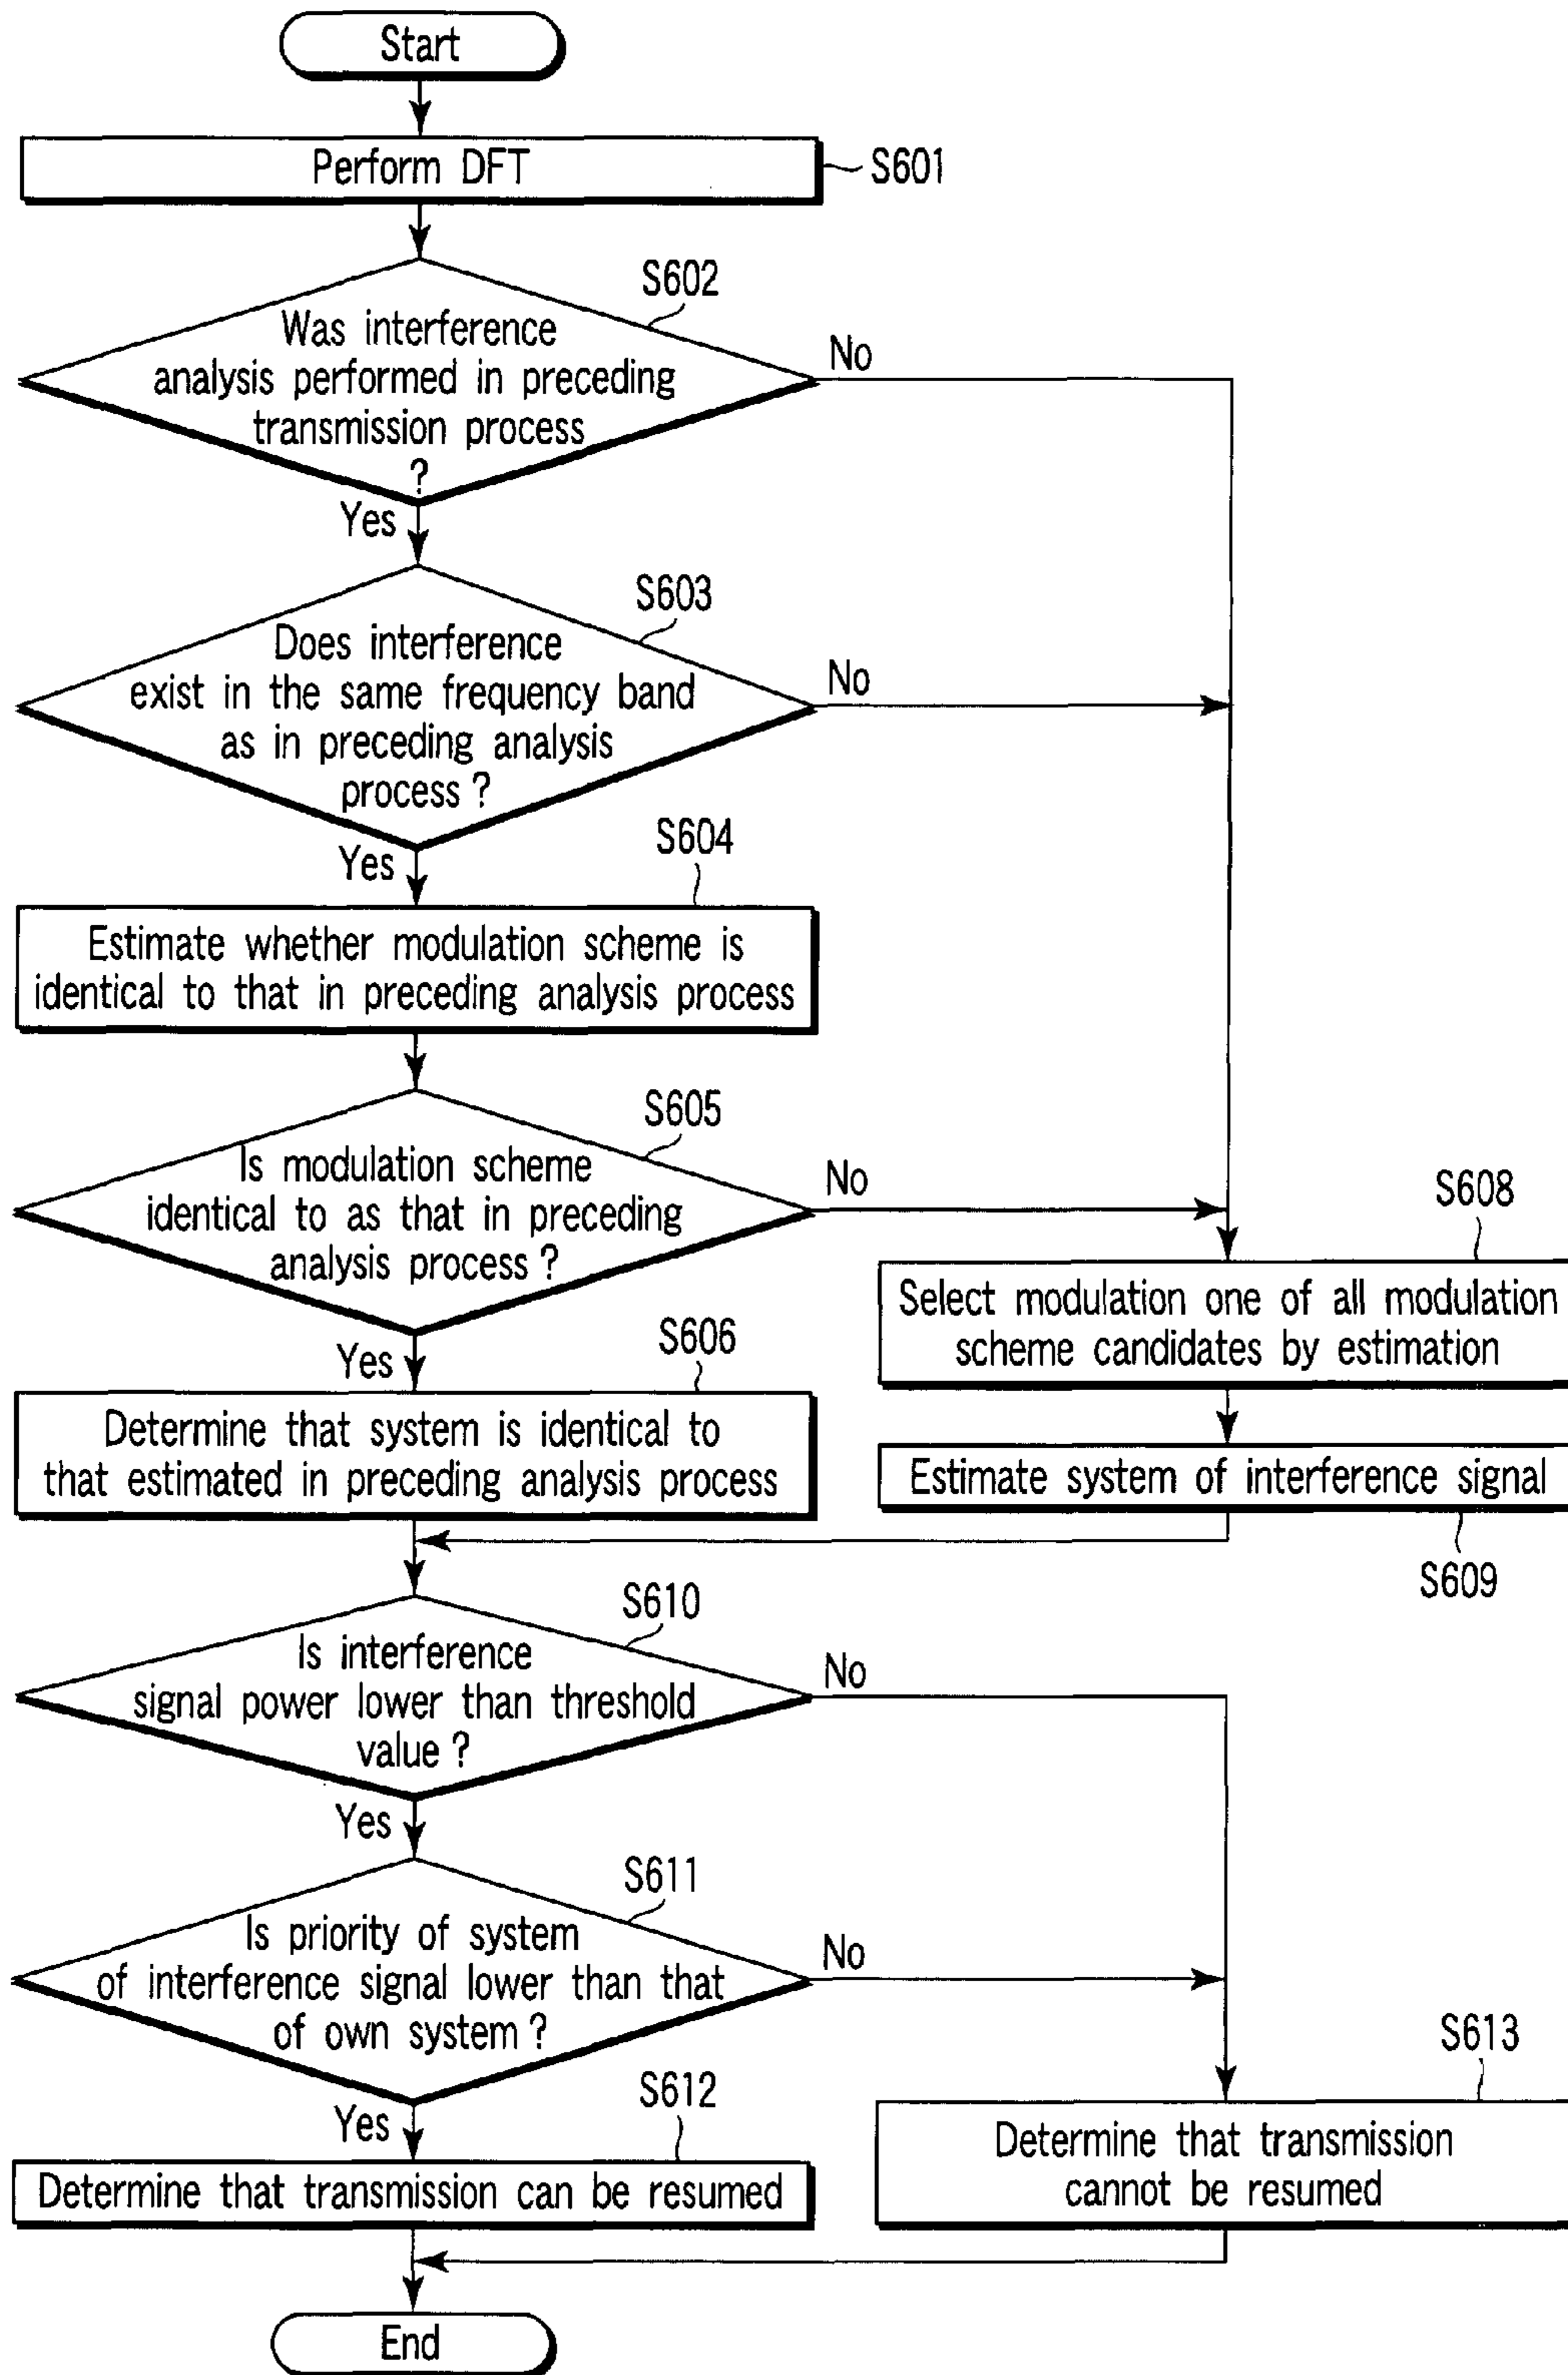 Start
Perform DFT
S601
S602
Was interference
analysis performed in preceding
transmission process
?
No
Yes
S603
Does interference
exist in the same frequency band
as in preceding analysis
process ?
No
Yes
S604
Estimate whether modulation scheme is
identical to that in preceding analysis process
S605
Is modulation scheme
identical to as that in preceding
analysis process ?
No
Yes
S606
Determine that system is identical to
that estimated in preceding analysis process
S608
Select modulation one of all modulation
scheme candidates by estimation
Estimate system of interference signal
S609
S610
Is interference
signal power lower than threshold
value ?
No
Yes
S611
Is priority of system
of interference signal lower than that
of own system ?
No
Yes
S612
Determine that transmission can be resumed
S613
Determine that transmission
cannot be resumed
End